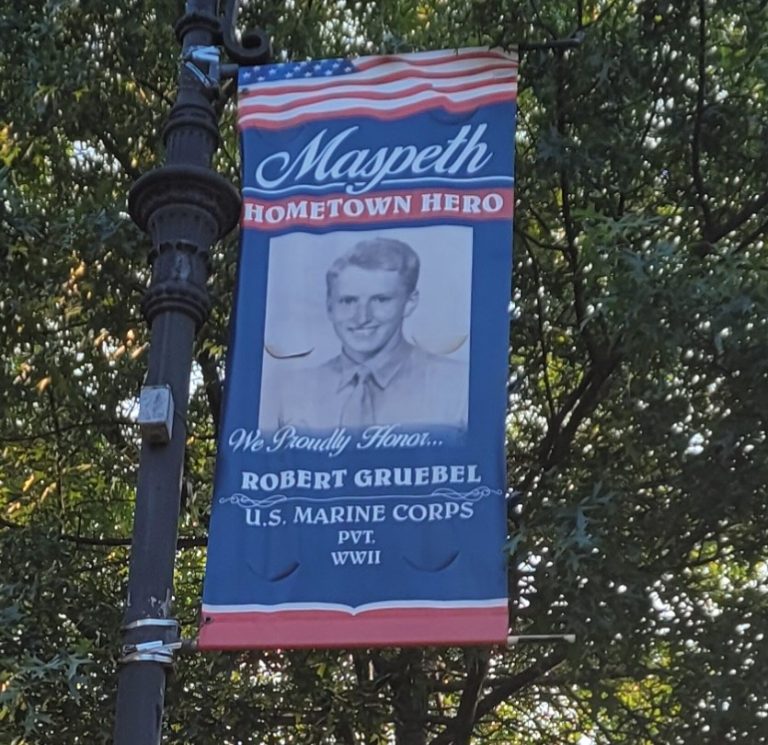 Maspeth
HOMETOWN HERO
We Proudly Honor...
ROBERT GRUEBEL
U.S. MARINE CORPS
PVT.
WWII